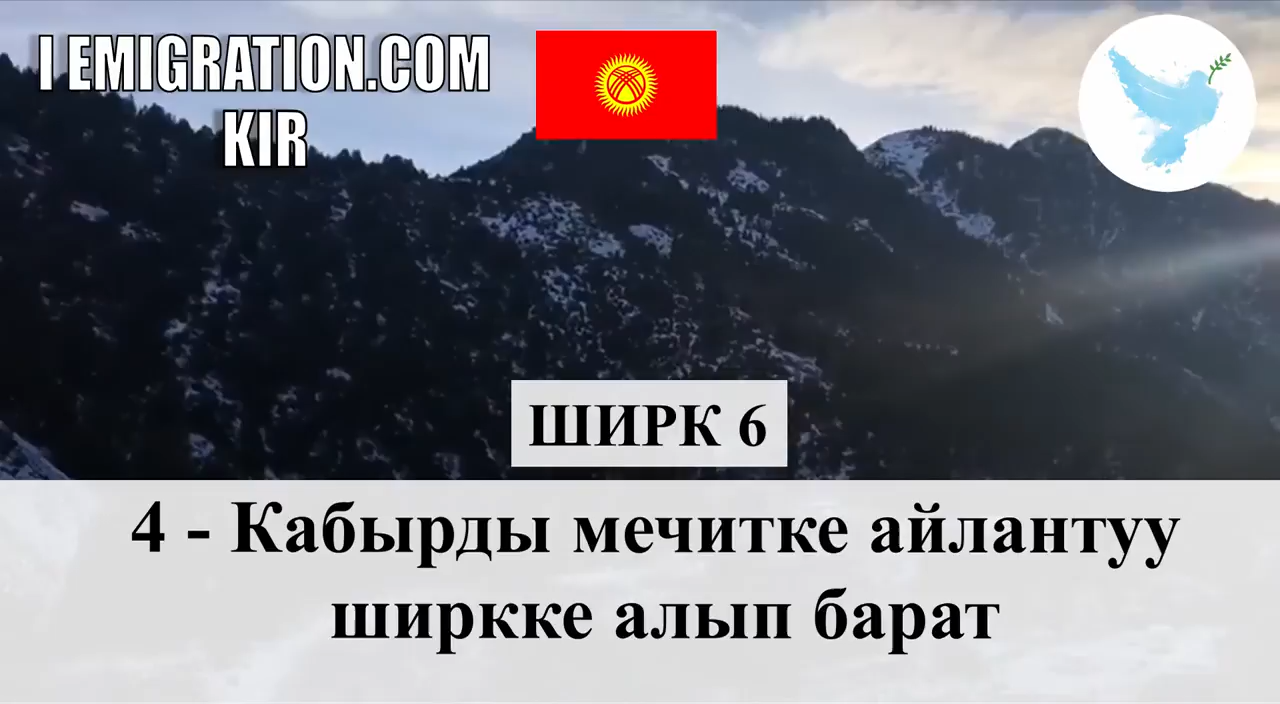 I EMIGRATION.COM
KIR
ШИРК 6
4 - Кабырды мечитке айлантуу
ширкке алып барат